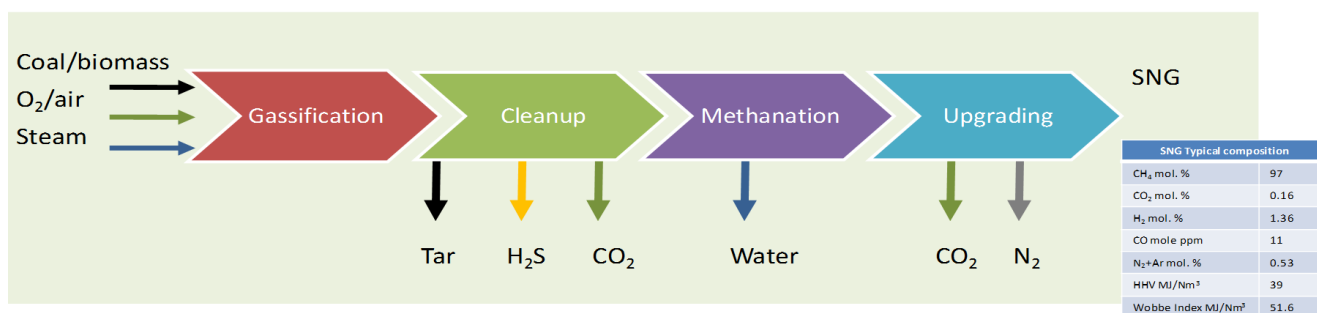 Coal/biomass
O₂/air
Steam
Gassification
Cleanup
Methanation
Upgrading
SNG
Tar
H₂S
CO₂
Water
CO₂
N₂
SNG Typical composition
CH₄ mol. % 97
CO₂ mol. % 0.16
H₂ mol. % 1.36
CO mole ppm 11
N₂+Ar mol. % 0.53
HHV MJ/Nm³ 39
Wobbe Index MJ/Nm³ 51.6